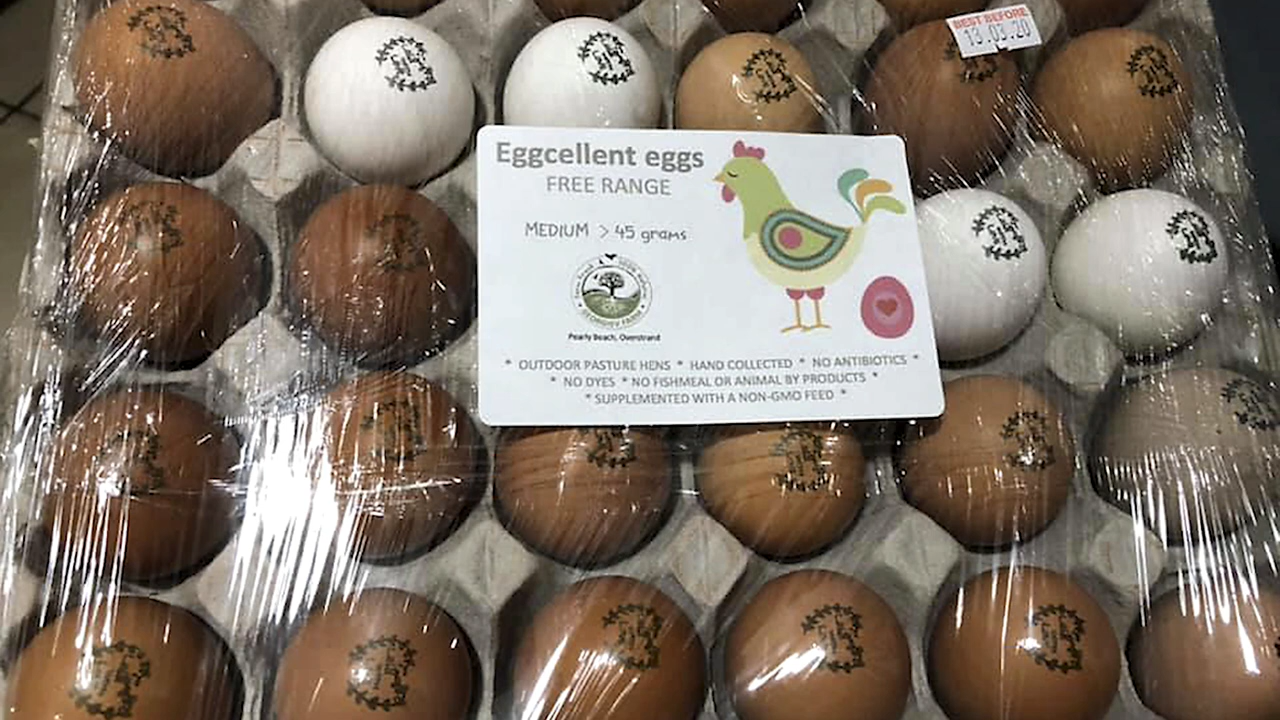 BEST BEFORE
13.03.20
Eggcellent eggs
FREE RANGE
MEDIUM > 45 grams
Pearly Beach, Overstrand
* OUTDOOR PASTURE HENS * HAND COLLECTED * NO ANTIBIOTICS *
* NO DYES * NO FISHMEAL OR ANIMAL BY PRODUCTS *
* SUPPLEMENTED WITH A NON-GMO FEED *